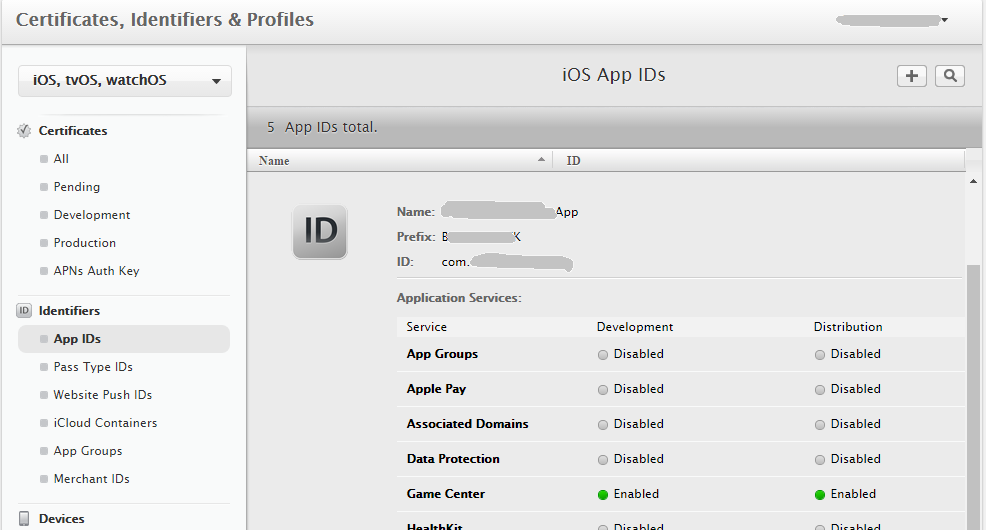 Certificates, Identifiers & Profiles
iOS, tvOS, watchOS
Certificates
All
Pending
Development
Production
APNs Auth Key
ID Identifiers
App IDs
Pass Type IDs
Website Push IDs
iCloud Containers
App Groups
Merchant IDs
Devices
iOS App IDs
5 App IDs total.
Name ID
ID
Name: App
Prefix: B K
ID: com.
Application Services:
Service Development Distribution
App Groups Disabled Disabled
Apple Pay Disabled Disabled
Associated Domains Disabled Disabled
Data Protection Disabled Disabled
Game Center Enabled Enabled
HealthKit Disabled Disabled